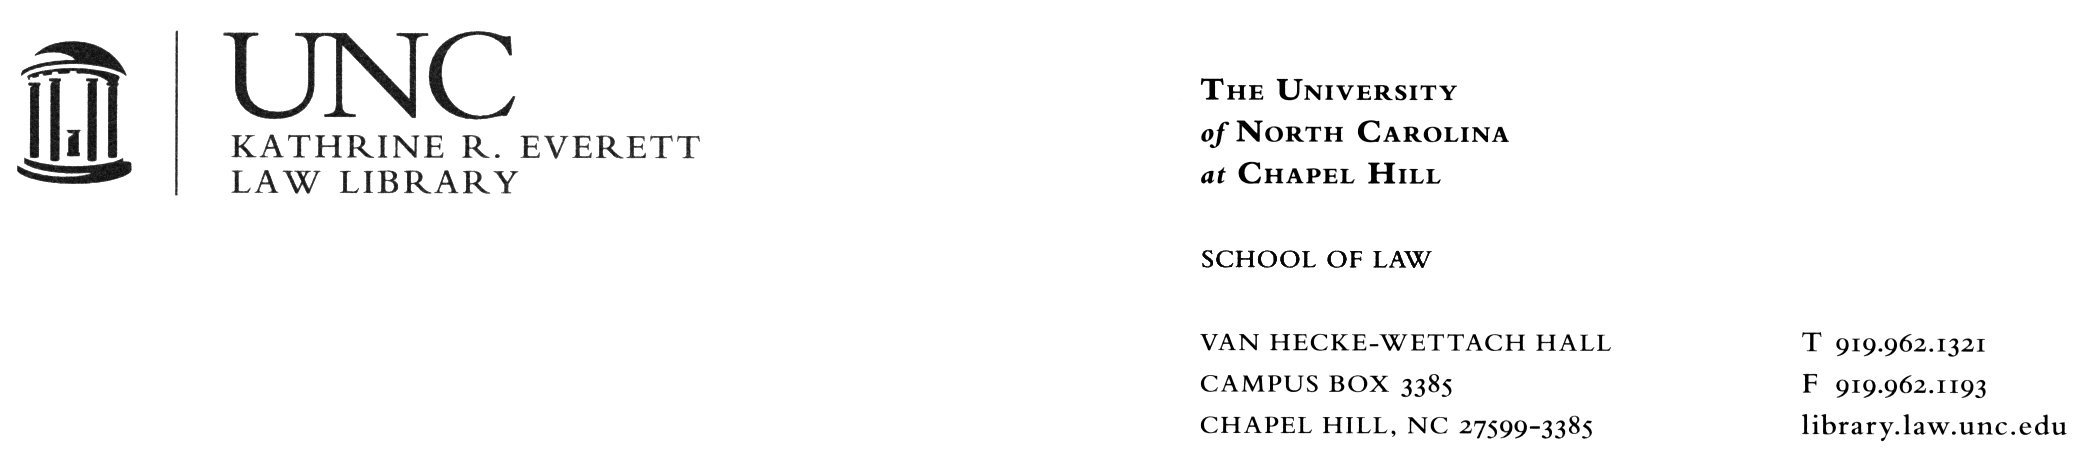 UNC
KATHRINE R. EVERETT
LAW LIBRARY
THE UNIVERSITY
of NORTH CAROLINA
at CHAPEL HILL
SCHOOL OF LAW
VAN HECKE-WETTACH HALL
CAMPUS BOX 3385
CHAPEL HILL, NC 27599-3385
T 919.962.1321
F 919.962.1193
library.law.unc.edu